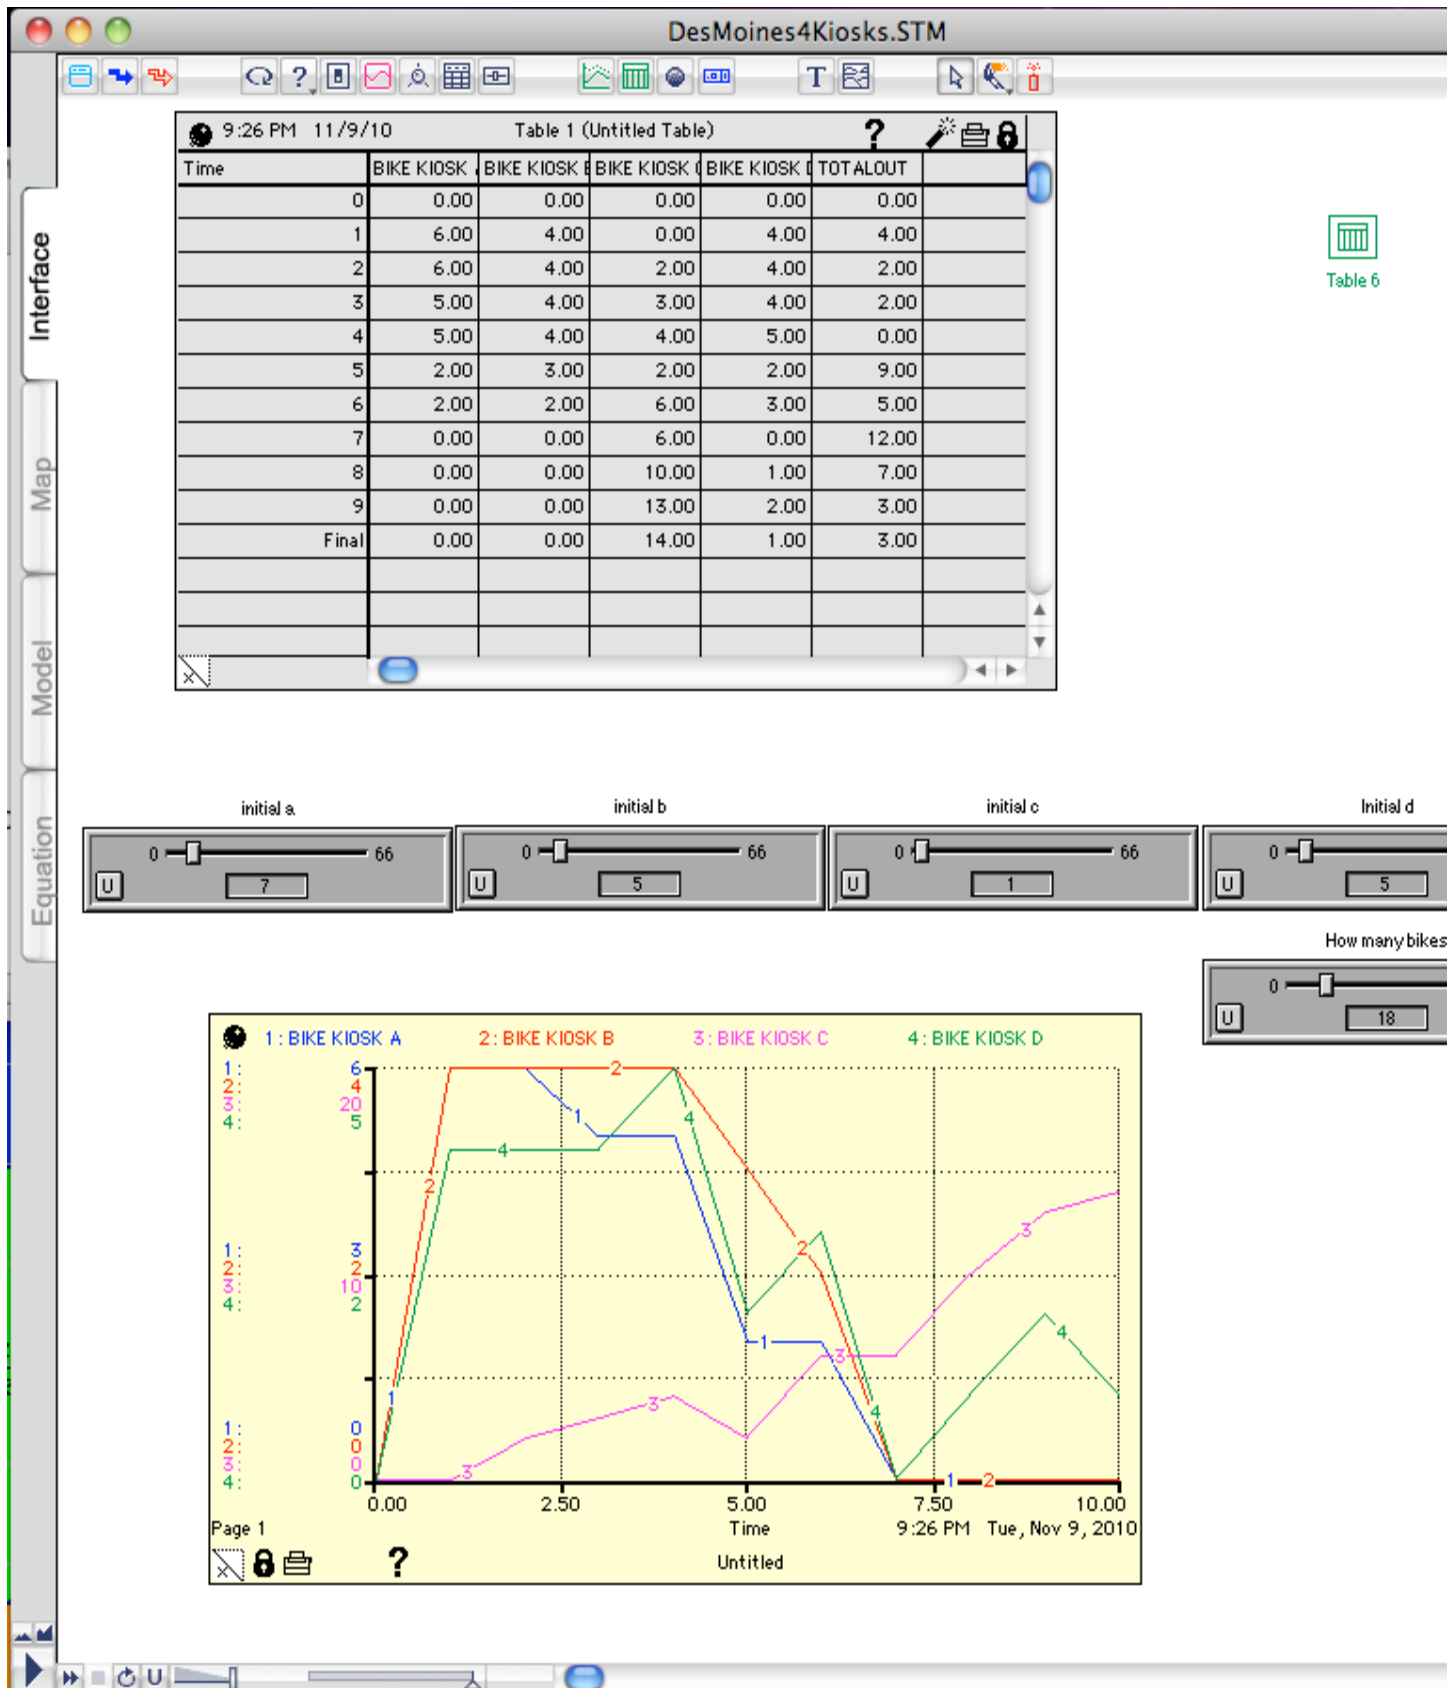 DesMoines4Kiosks.STM
Interface
Map
Model
Equation
9:26 PM 11/9/10 Table 1 (Untitled Table) ?
Time BIKE KIOSK BIKE KIOSK BIKE KIOSK BIKE KIOSK TOTALOUT
0 0.00 0.00 0.00 0.00 0.00
1 6.00 4.00 0.00 4.00 4.00
2 6.00 4.00 2.00 4.00 2.00
3 5.00 4.00 3.00 4.00 2.00
4 5.00 4.00 4.00 5.00 0.00
5 2.00 3.00 2.00 2.00 9.00
6 2.00 2.00 6.00 3.00 5.00
7 0.00 0.00 6.00 0.00 12.00
8 0.00 0.00 10.00 1.00 7.00
9 0.00 0.00 13.00 2.00 3.00
Final 0.00 0.00 14.00 1.00 3.00
Table 6
initial a initial b initial c Initial d
0 66 0 66 0 66 0
U 7 U 5 U 1 U 5
How many bikes
0
U 18
1: BIKE KIOSK A 2: BIKE KIOSK B 3: BIKE KIOSK C 4: BIKE KIOSK D
1: 6
2: 4
3: 20
4: 5
1: 3
2: 2
3: 10
4: 2
1: 0
2: 0
3: 0
4: 0
0.00 2.50 5.00 7.50 10.00
Page 1 Time 9:26 PM Tue, Nov 9, 2010
? Untitled
U